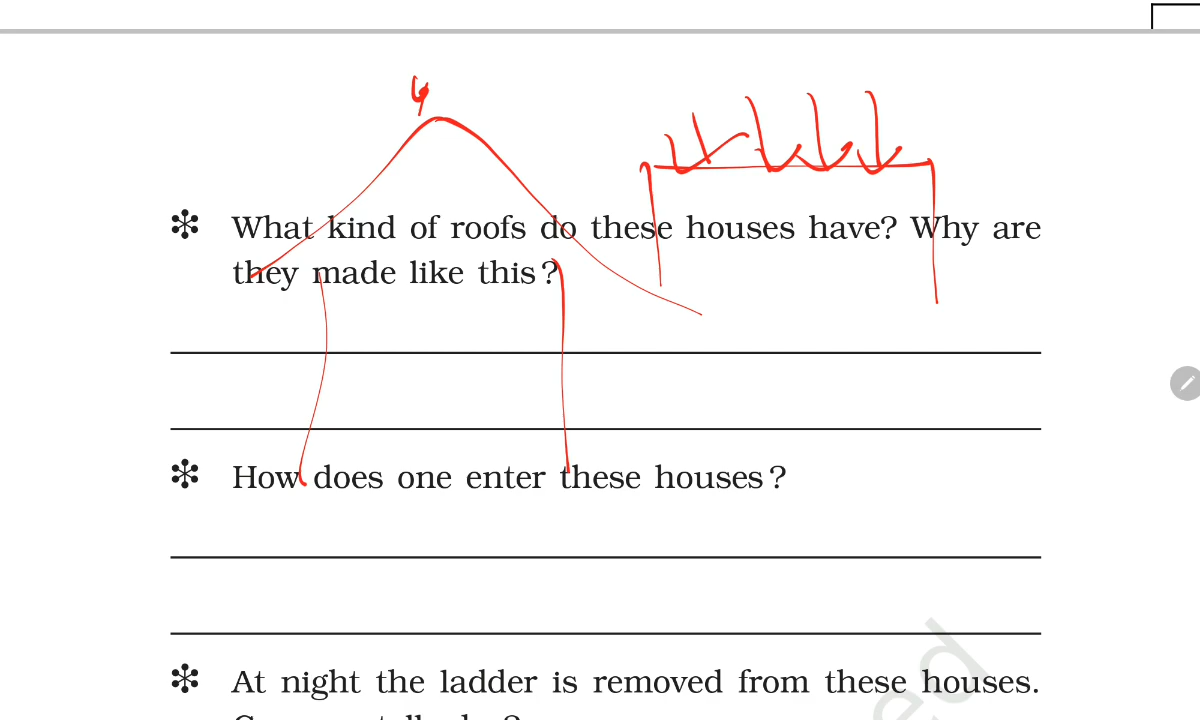 What kind of roofs do these houses have? Why are
they made like this?
How does one enter these houses?
At night the ladder is removed from these houses.